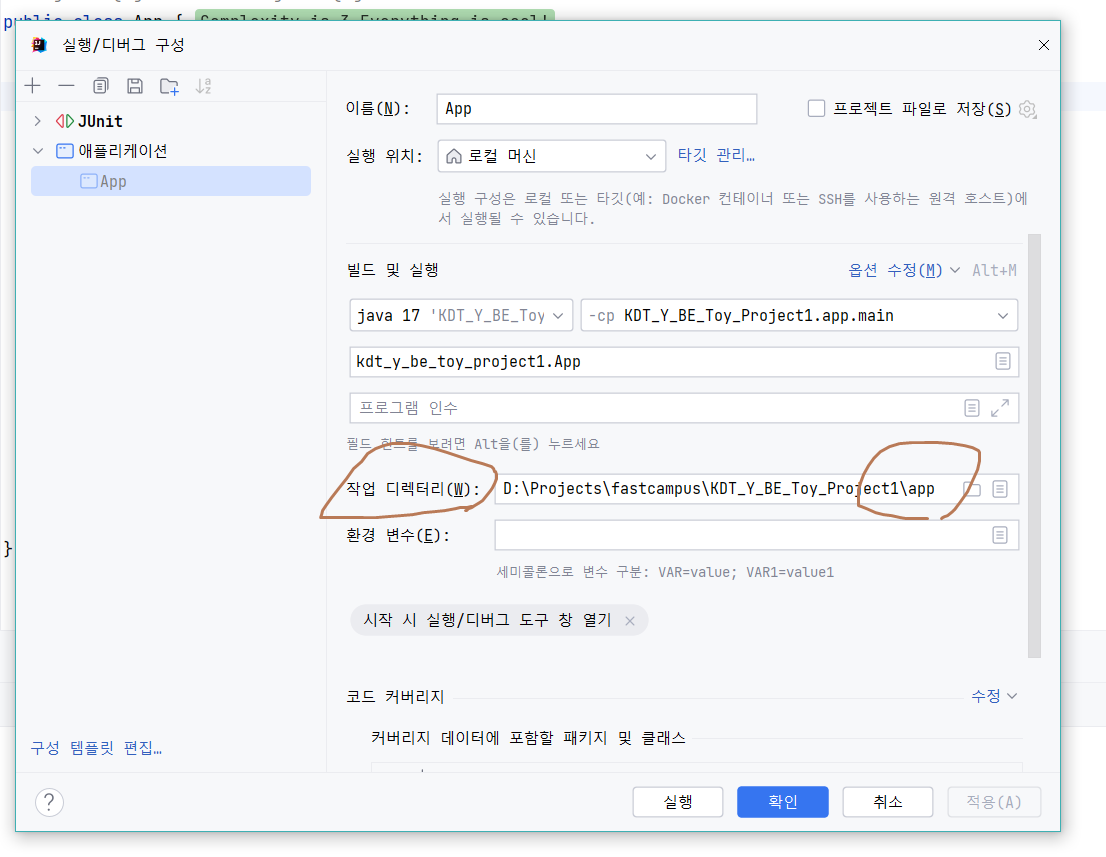 실행/디버그 구성
JUnit
애플리케이션
App
이름(N):
App
프로젝트 파일로 저장(S)
실행 위치:
로컬 머신
타깃 관리…
실행 구성은 로컬 또는 타깃(예: Docker 컨테이너 또는 SSH를 사용하는 원격 호스트)에
서 실행될 수 있습니다.
빌드 및 실행
옵션 수정(M)
Alt+M
java 17 'KDT_Y_BE_Toy
-cp KDT_Y_BE_Toy_Project1.app.main
kdt_y_be_toy_project1.App
프로그램 인수
필드 힌트를 보려면 Alt을(를) 누르세요
작업 디렉터리(W):
D:\Projects\fastcampus\KDT_Y_BE_Toy_Project1\app
환경 변수(E):
세미콜론으로 변수 구분: VAR=value; VAR1=value1
시작 시 실행/디버그 도구 창 열기
코드 커버리지
수정
커버리지 데이터에 포함할 패키지 및 클래스
}
구성 템플릿 편집…
?
실행
확인
취소
적용(A)